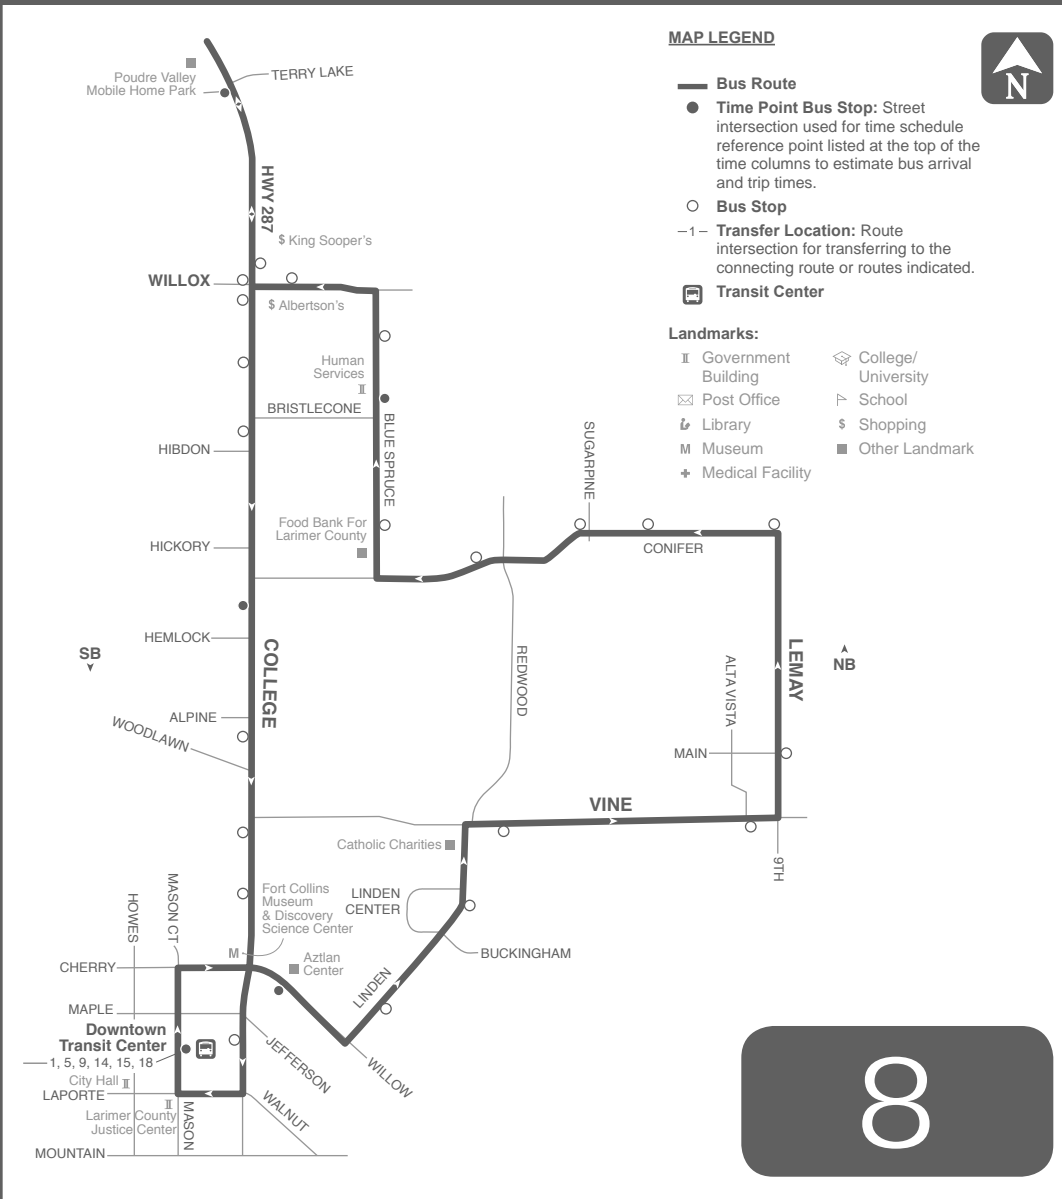 MAP LEGEND
N
Bus Route
Time Point Bus Stop: Street
intersection used for time schedule
reference point listed at the top of the
time columns to estimate bus arrival
and trip times.
Bus Stop
–1– Transfer Location: Route
intersection for transferring to the
connecting route or routes indicated.
Transit Center
Landmarks:
Government
Building
Post Office
Library
M Museum
Medical Facility
College/
University
School
$ Shopping
Other Landmark
Poudre Valley
Mobile Home Park
TERRY LAKE
HWY 287
$ King Sooper's
WILLOX
$ Albertson's
Human
Services
BRISTLECONE
BLUE SPRUCE
HIBDON
SUGARPINE
Food Bank For
Larimer County
HICKORY
CONIFER
HEMLOCK
SB
COLLEGE
REDWOOD
ALTA VISTA
LEMAY
NB
ALPINE
WOODLAWN
MAIN
VINE
Catholic Charities
9TH
MASON CT
HOWES
Fort Collins
Museum
& Discovery
Science Center
LINDEN
CENTER
M
BUCKINGHAM
CHERRY
Aztlan
Center
LINDEN
MAPLE
Downtown
Transit Center
1, 5, 9, 14, 15, 18
JEFFERSON
WILLOW
City Hall
LAPORTE
WALNUT
Larimer County
Justice Center
MASON
MOUNTAIN
8